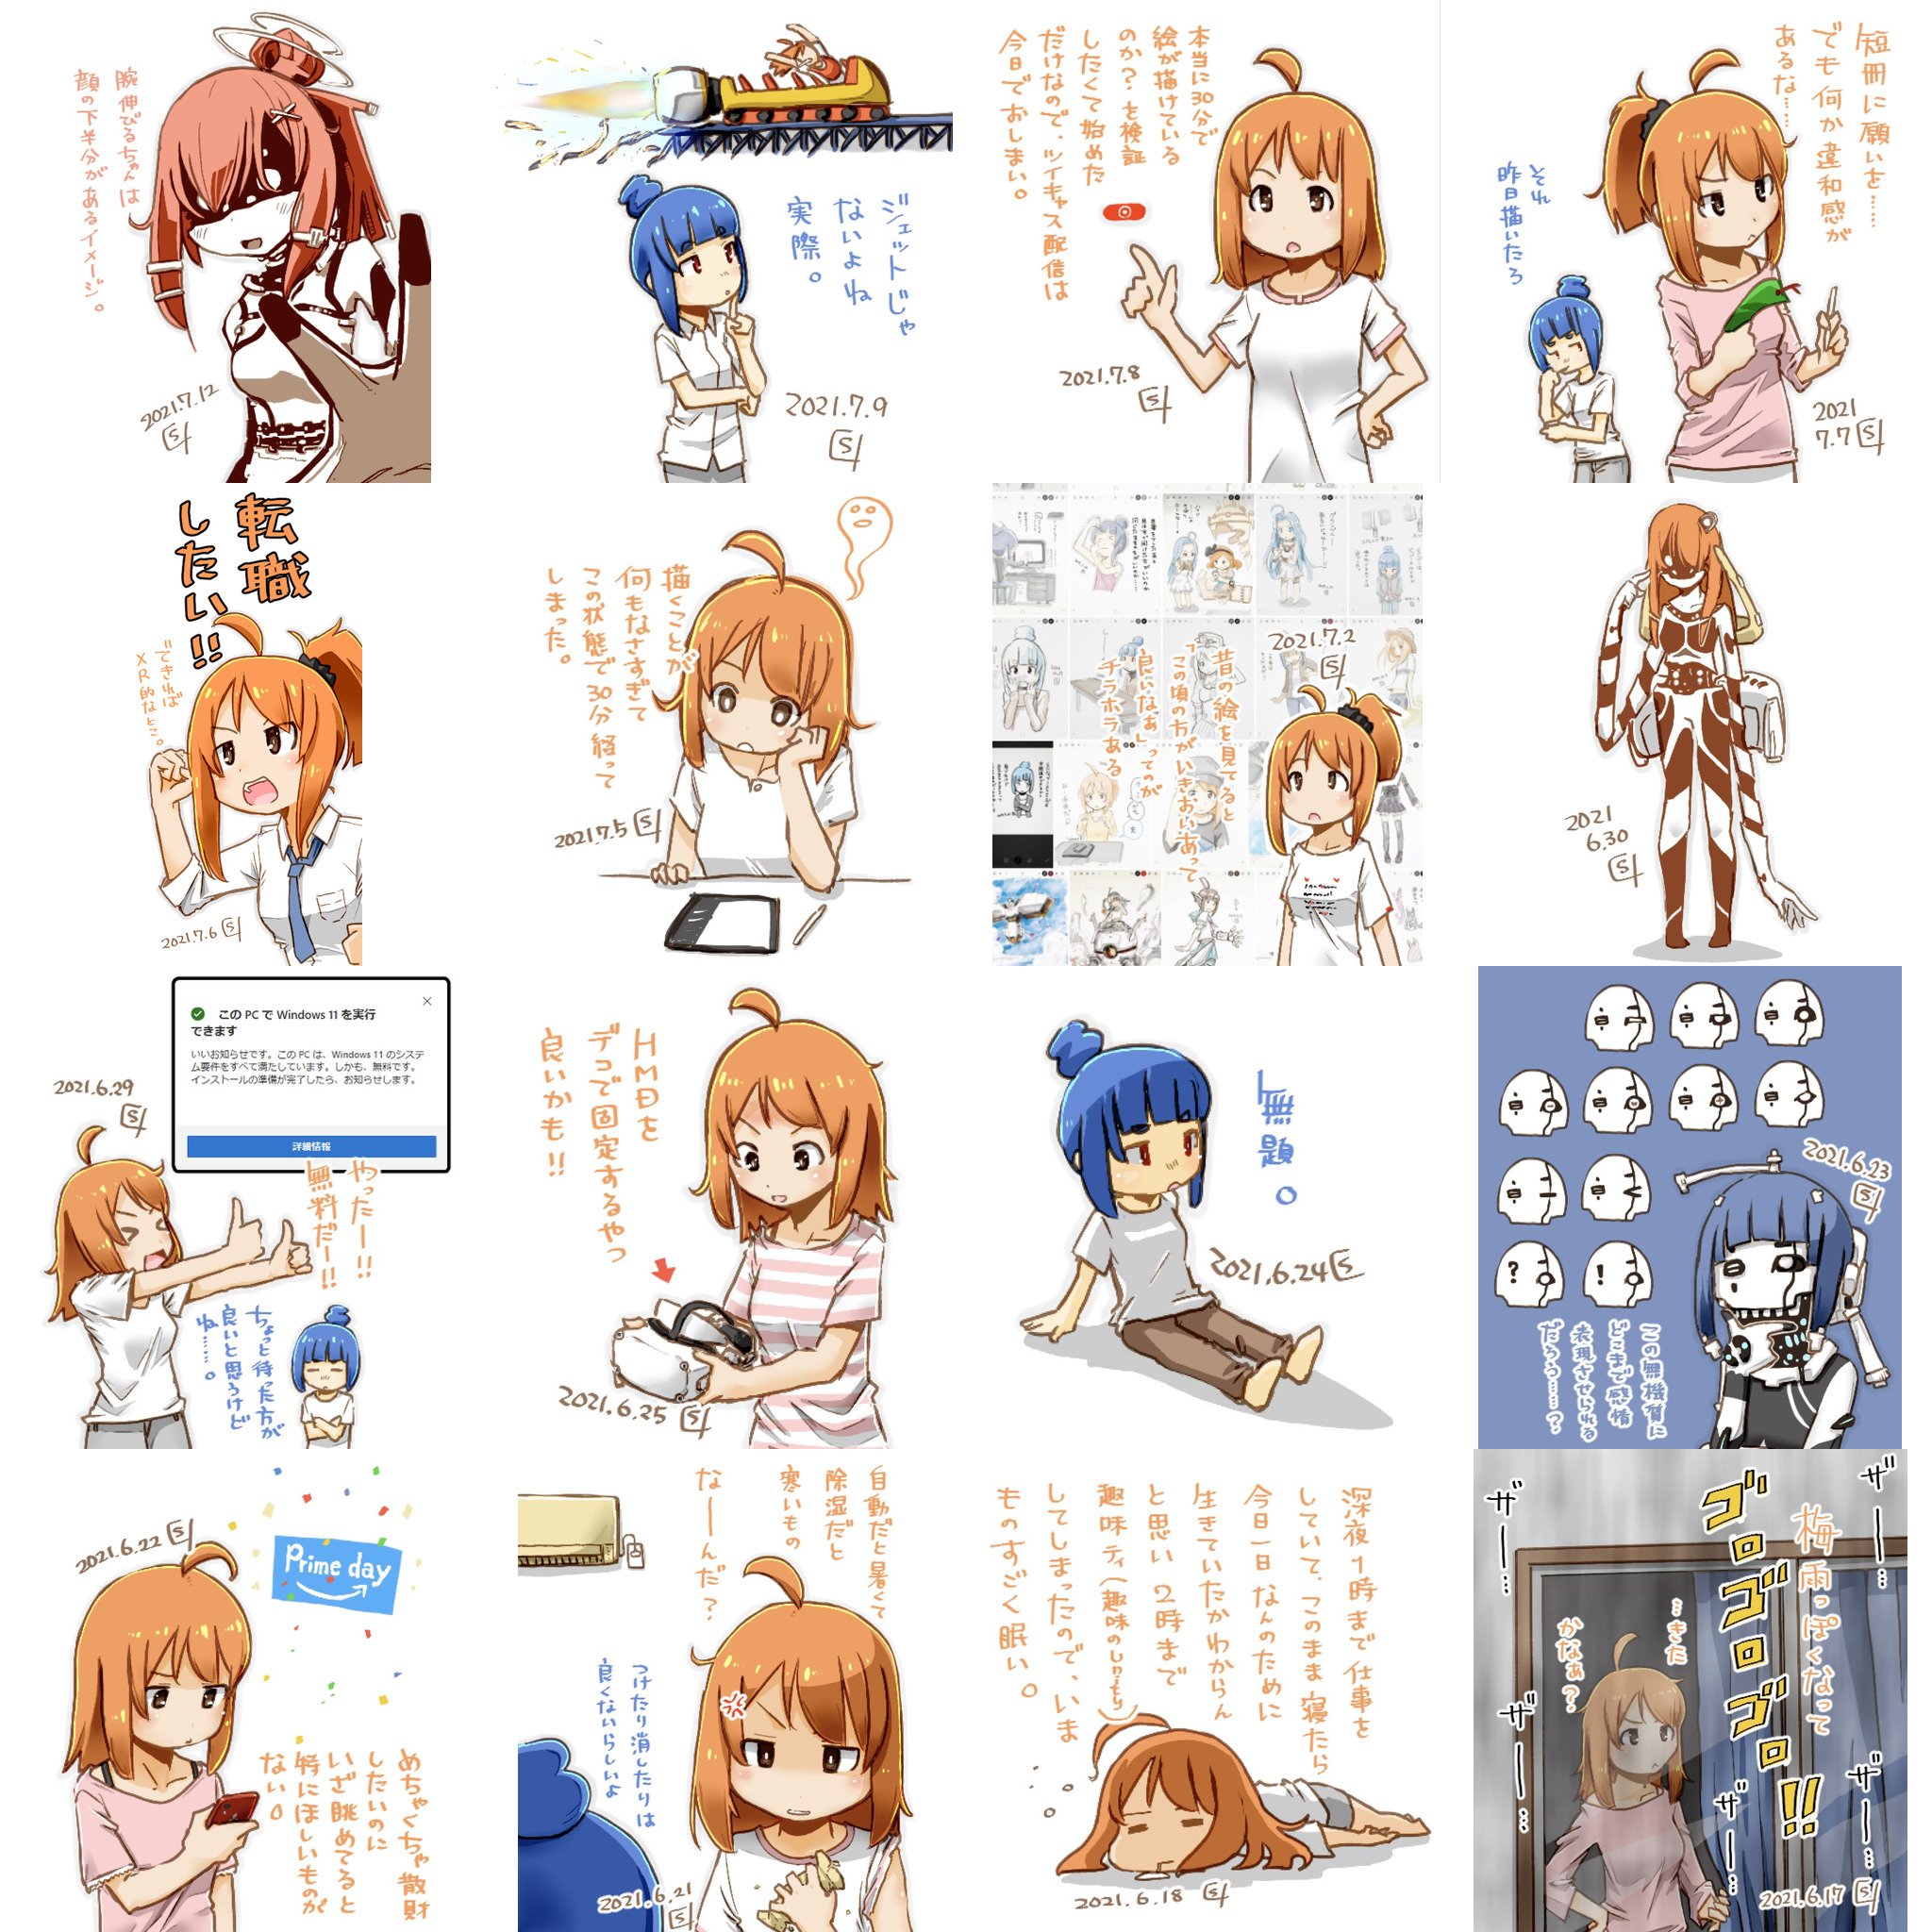 腕伸びるちゃんは
顔の下半分があるイメージ。
2021.7.12
ジェットじゃ
ないよね
実際。
2021.7.9
本当に30分で
絵が描けている
のか?を検証
したくて始めた
だけなので、ツイキャス配信は
今日でおしまい。
2021.7.8
短冊に願いを……
でも何か違和感が
あるな……
それ
昨日描いたろ
2021
7.7
転職
したい!!
できれば
XR的なとこ。
2021.7.6
描くことが
何もなさすぎて
この状態で30分経って
しまった。
2021.7.5
2021.7.2
昔の絵を見てると
「この頃の方がいきおいあって
良いなぁ」ってのが
チラホラある
2021
6.30
このPCで Windows 11 を実行
できます
いいお知らせです。この PC は、Windows 11 のシステ
ム要件をすべて満たしています。しかも、無料です。
インストールの準備が完了したら、お知らせします。
詳細情報
2021.6.29
やったー!!
無料だー!!
ちょっと待った方が
良いと思うけど
ね……。
HMDを
デコで固定するやつ
良いかも!!
2021.6.25
無題。
2021.6.24
?
!
2021.6.23
この無機質に
どこまで感情
表現させられる
だろう……?
2021.6.22
Prime day
めちゃくちゃ散財
したいのに
いざ眺めてると
特にほしいものが
ない。
自動だと暑くて
除湿だと
寒いもの
なーんだ?
つけたり消したりは
良くないらしいよ
2021.6.21
深夜1時まで仕事を
していて、このまま寝たら
今日一日なんのために
生きていたかわからん
と思い2時まで
趣味ティ(趣味のUnity)
してしまったので、いま
ものすごく眠い。
2021.6.18
ザーー…
ザーー…
ゴロゴロゴロ!!
梅雨っぽくなって
…きた
かなぁ?
ザーー…
ザーー…
ザーー…
2021.6.17